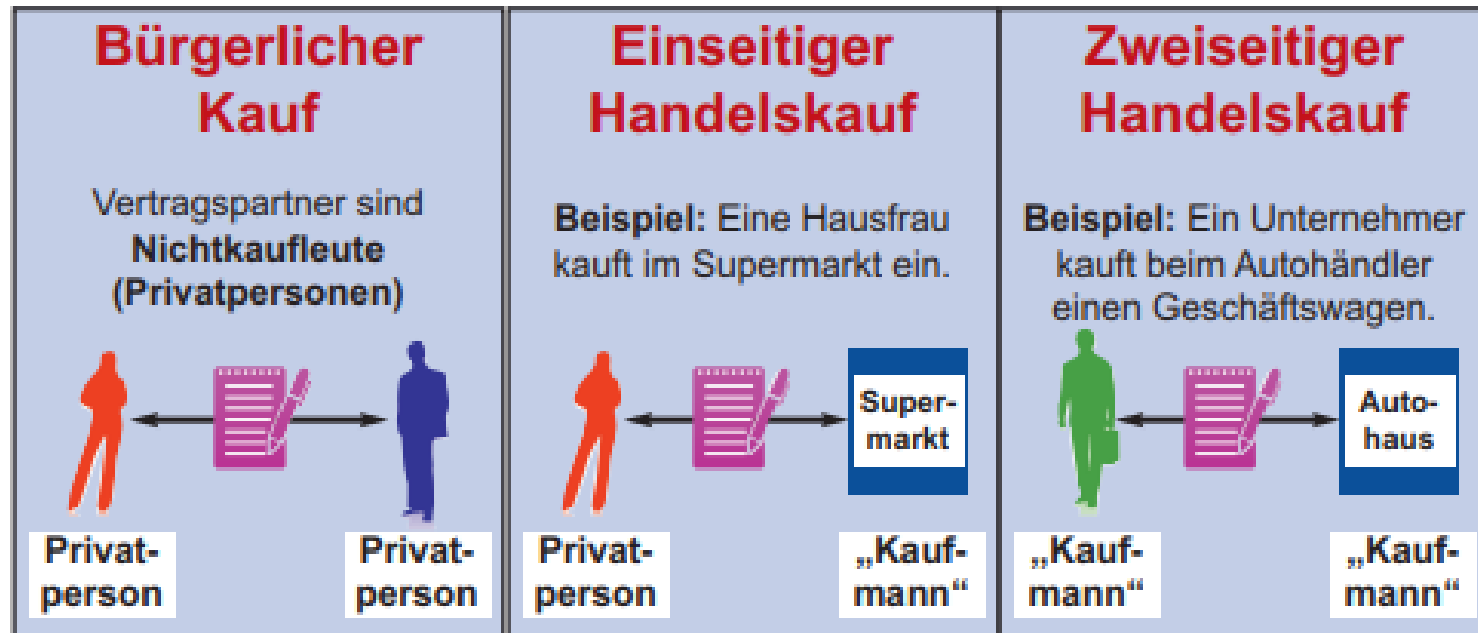 Bürgerlicher
Kauf
Vertragspartner sind
Nichtkaufleute
(Privatpersonen)
Privat-
person
Privat-
person
Einseitiger
Handelskauf
Beispiel: Eine Hausfrau
kauft im Supermarkt ein.
Super-
markt
Privat-
person
„Kauf-
mann“
Zweiseitiger
Handelskauf
Beispiel: Ein Unternehmer
kauft beim Autohändler
einen Geschäftswagen.
Auto-
haus
„Kauf-
mann“
„Kauf-
mann“